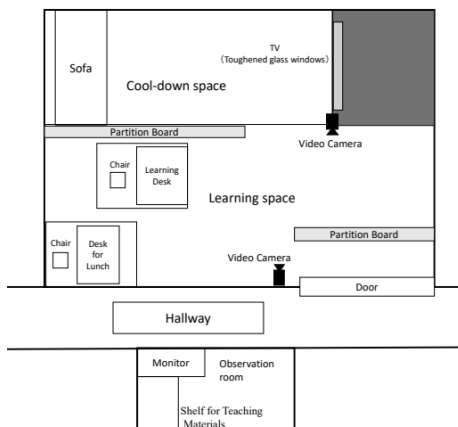 TV
(Toughened glass windows)
Sofa
Cool-down space
Partition Board
Video Camera
Chair
Learning
Desk
Learning space
Partition Board
Chair
Desk
for
Lunch
Video Camera
Door
Hallway
Monitor
Observation
room
Shelf for Teaching
Materials